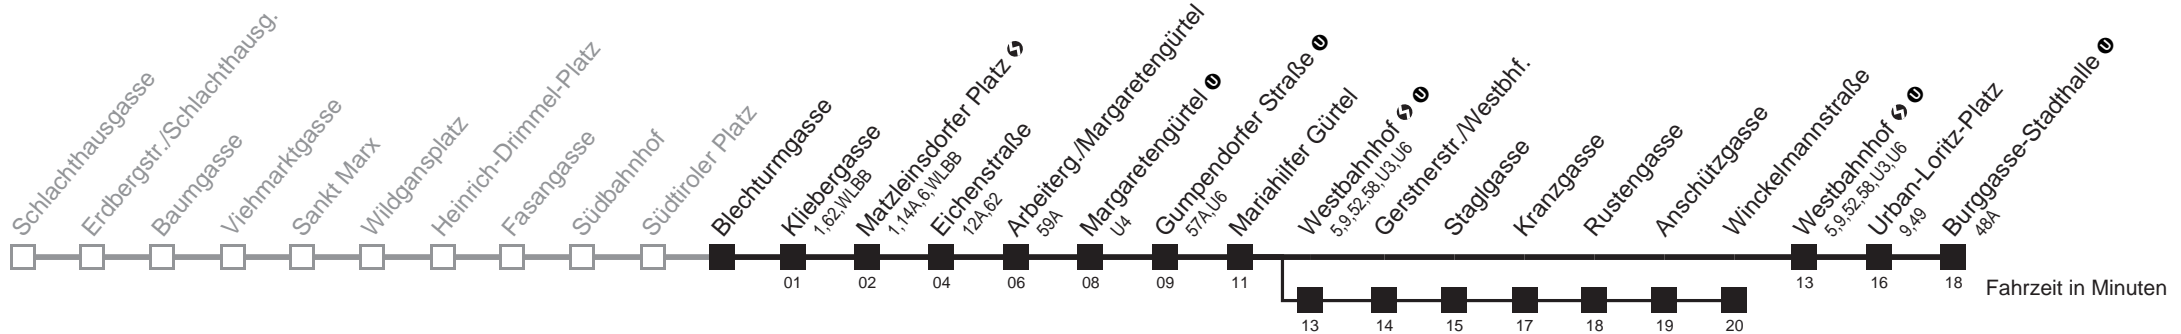 Schlachthausgasse
Erdbergstr./Schlachthausg.
Baumgasse
Viehmarktgasse
Sankt Marx
Wildgansplatz
Heinrich-Drimmel-Platz
Fasangasse
Südbahnhof
Südtiroler Platz
Blechturmgasse
Kliebergasse
1,62,WLBB
Matzleinsdorfer Platz
1,14A,6,WLBB
Eichenstraße
12A,62
Arbeiterg./Margaretengürtel
59A
Margaretengürtel U
U4
Gumpendorfer Straße U
57A,U6
Mariahilfer Gürtel
Westbahnhof U
5,9,52,58,U3,U6
Gerstnerstr./Westbhf.
Staglgasse
Kranzgasse
Rustengasse
Anschützgasse
Winckelmannstraße
Westbahnhof U
5,9,52,58,U3,U6
Urban-Loritz-Platz
9,49
Burggasse-Stadthalle U
48A
01 02 04 06 08 09 11 13 16 18
Fahrzeit in Minuten
13 14 15 17 18 19 20